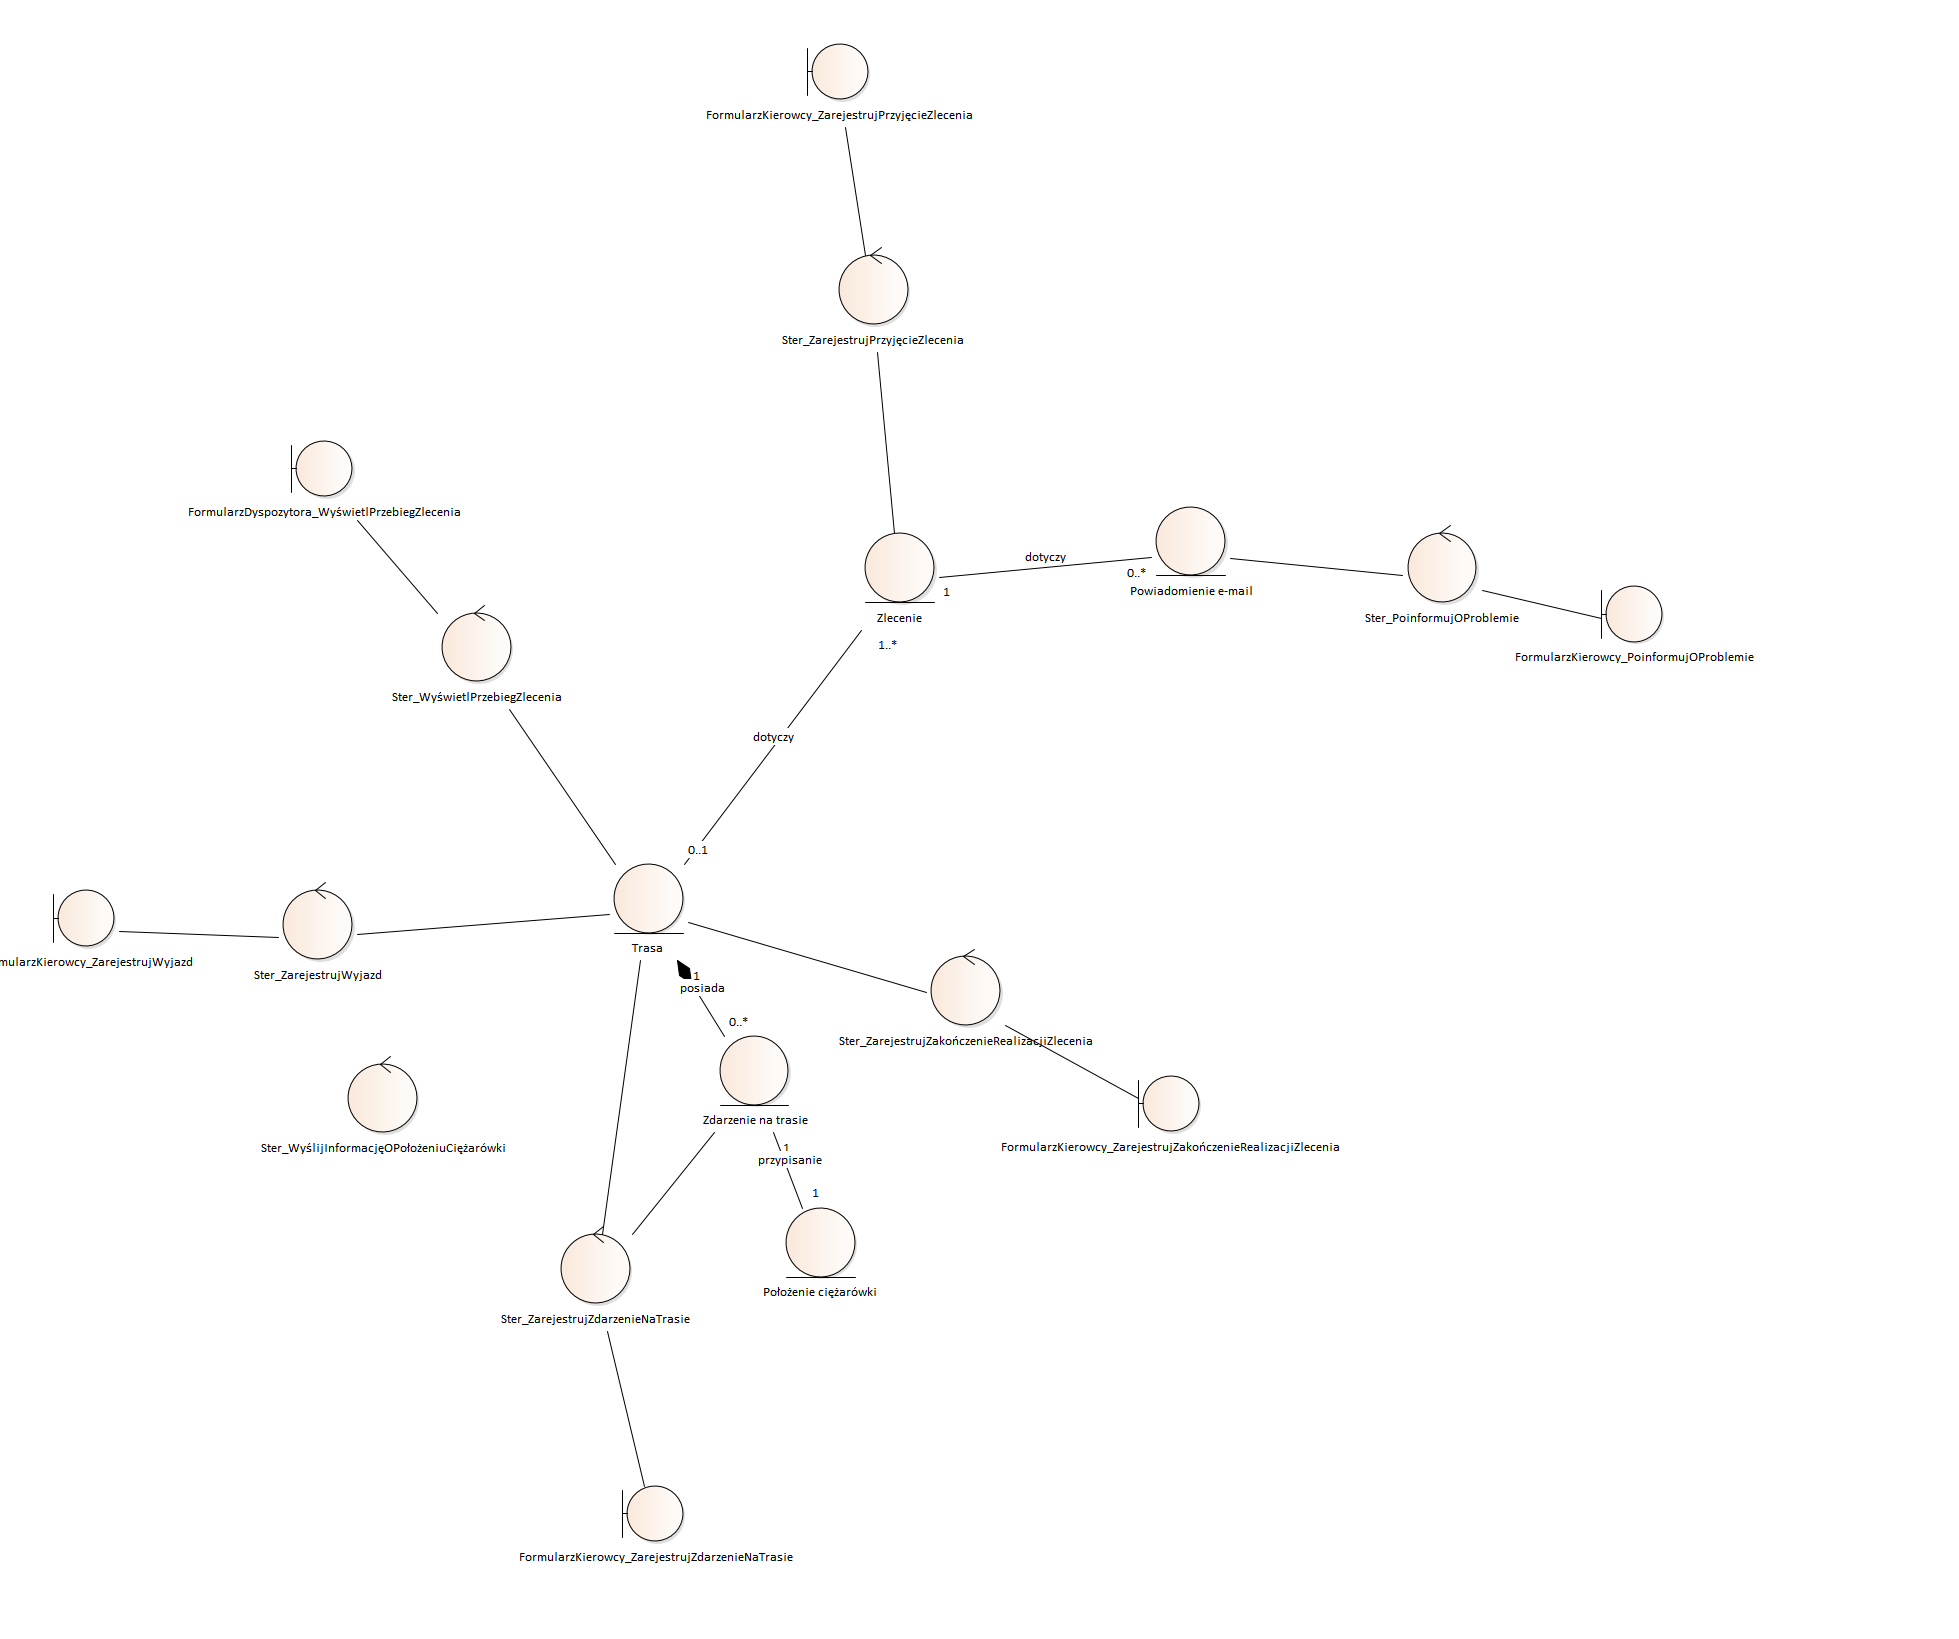 FormularzKierowcy_ZarejestrujPrzyjęcieZlecenia
Ster_ZarejestrujPrzyjęcieZlecenia
FormularzDyspozytora_WyświetlPrzebiegZlecenia
dotyczy
0..*
1
Powiadomienie e-mail
Zlecenie
Ster_PoinformujOProblemie
1..*
FormularzKierowcy_PoinformujOProblemie
Ster_WyświetlPrzebiegZlecenia
dotyczy
0..1
Trasa
mularzKierowcy_ZarejestrujWyjazd
Ster_ZarejestrujWyjazd
1
posiada
0..*
Ster_ZarejestrujZakończenieRealizacjiZlecenia
Zdarzenie na trasie
Ster_WyślijInformacjęOPołożeniuCiężarówki
1
przypisanie
FormularzKierowcy_ZarejestrujZakończenieRealizacjiZlecenia
1
Położenie ciężarówki
Ster_ZarejestrujZdarzenieNaTrasie
FormularzKierowcy_ZarejestrujZdarzenieNaTrasie